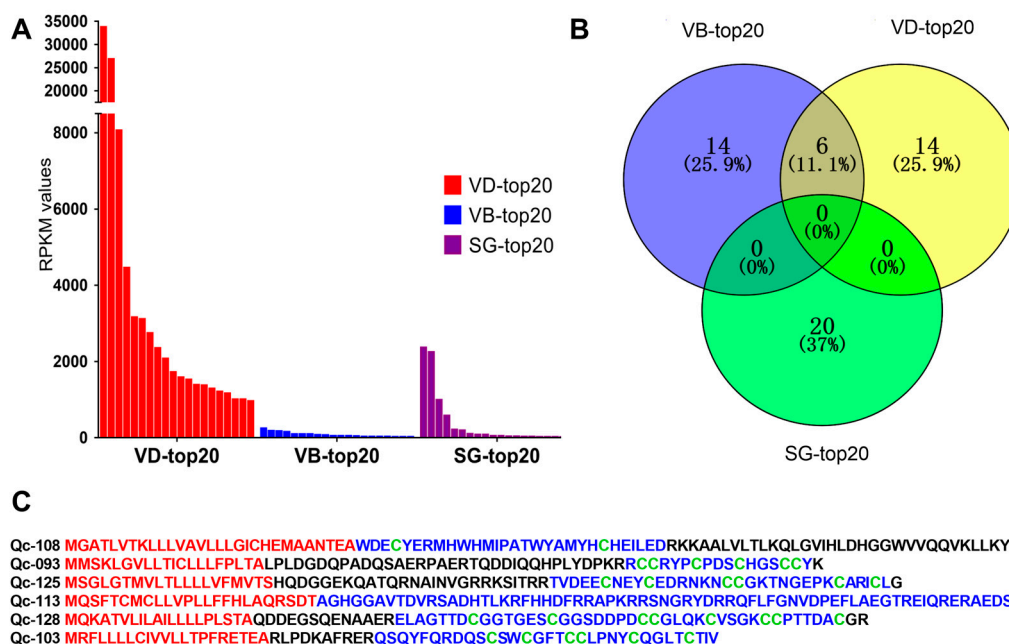 A
35000
30000
25000
20000
8000
6000
4000
2000
0
RPKM values
VD-top20
VB-top20
SG-top20
VD-top20
VB-top20
SG-top20
B
VB-top20
VD-top20
14
(25.9%)
6
(11.1%)
14
(25.9%)
0
(0%)
0
(0%)
0
(0%)
20
(37%)
SG-top20
C
Qc-108 MGATLVTKLLLVAVLLLGICHEMAANTEAWDECYERMHWHMIPATWYAMYHCHEILEDRKKAALVLTLKQLGVIHLDHGGWVVQQVKLLKY
Qc-093 MMSKLGVLLTICLLLFPLTALPLDGDQPADQSAERPAERTQDDIQQHPLYDPKRRCCRYPCPDSCHGSCCYK
Qc-125 MSGLGTMVLTLLLLVFMVTSHQDGGEKQATQRNAINVGRRKSITRRTVDEECNEYCEDRNKNCCGKTNGEPKCARICLG
Qc-113 MQSFTCMCLLVPLLFFHLAQRSDTAGHGGAVTDVRSADHTLKRFHHDFRRAPKRRSNGRYDRRQFLFGNVDPEFLAEGTREIQRERAEDS
Qc-128 MQKATVLILAILLLLPLSTAQDDEGSQENAAERELAGTTDCGGTGESCGGSDDPDCCGLQKCVSGKCCPTTDACGR
Qc-103 MRFLLLLCIVVLLTPFRETEARLPDKAFRERQSQYFQRDQSCSWCGFTCCLPNYCQGLTCTIV